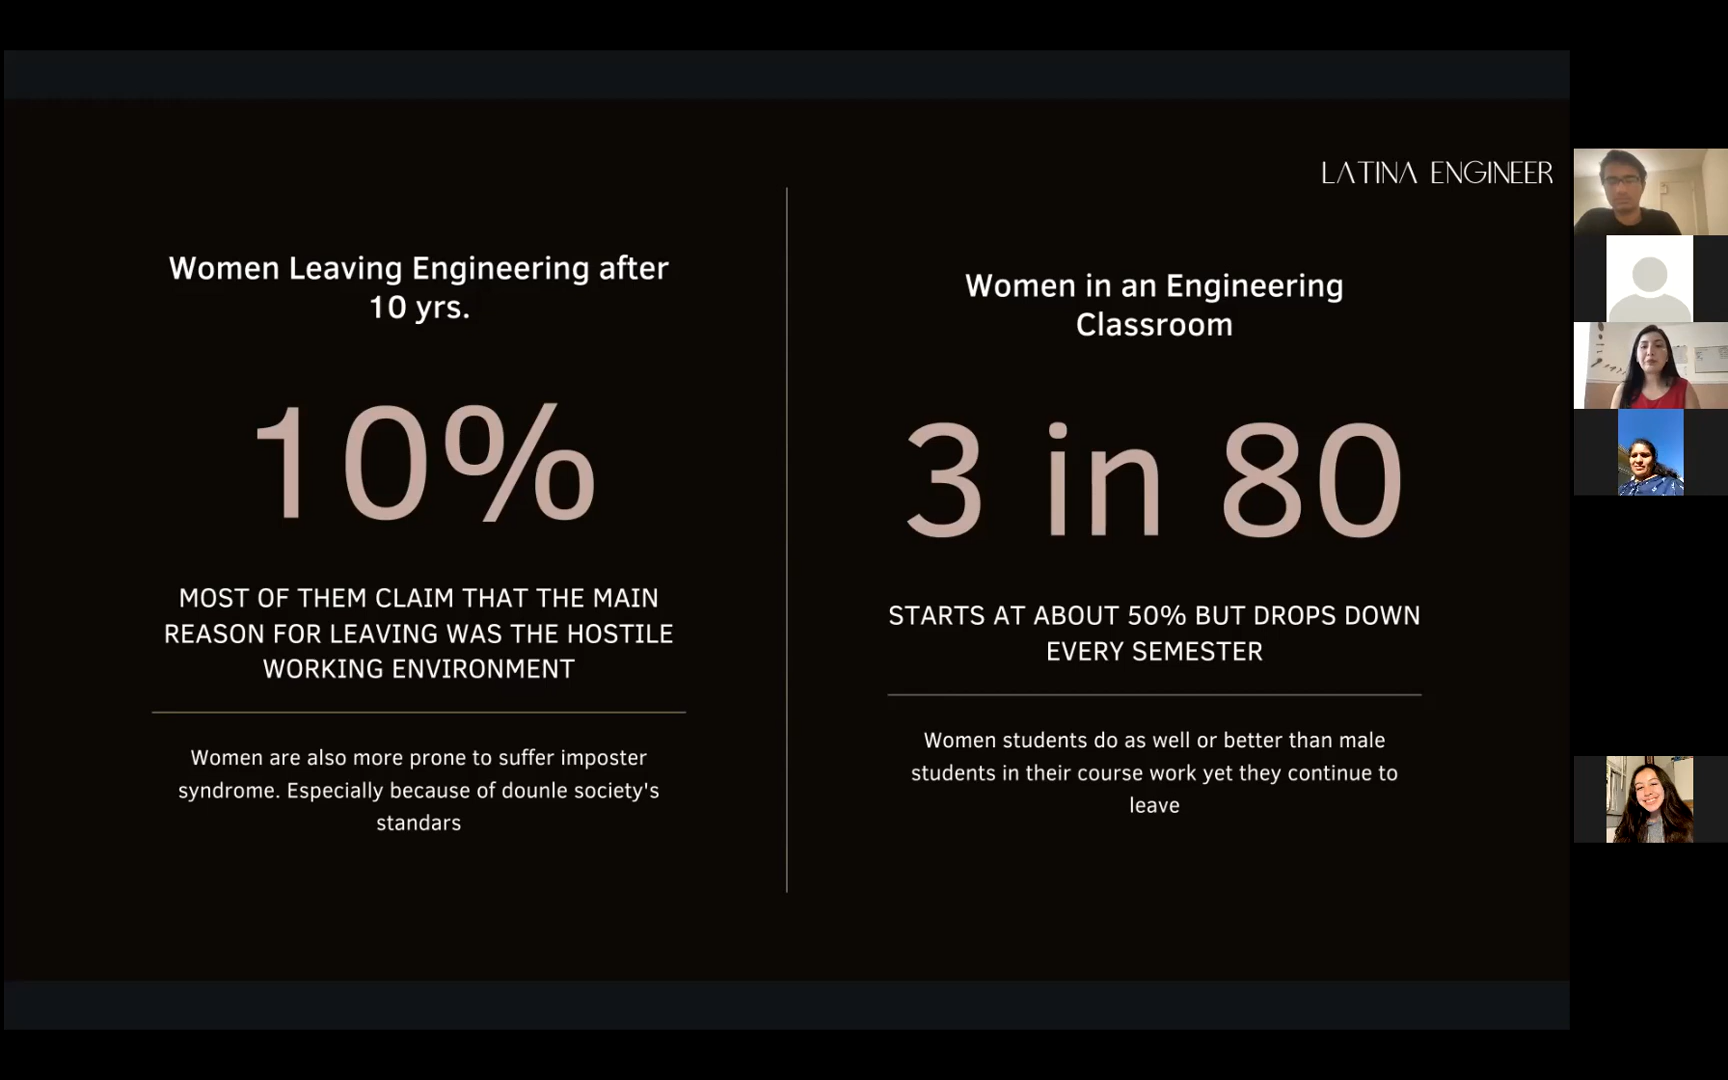 LATINA ENGINEER
Women Leaving Engineering after
10 yrs.
10%
MOST OF THEM CLAIM THAT THE MAIN
REASON FOR LEAVING WAS THE HOSTILE
WORKING ENVIRONMENT
Women are also more prone to suffer imposter
syndrome. Especially because of dounle society's
standars
Women in an Engineering
Classroom
3 in 80
STARTS AT ABOUT 50% BUT DROPS DOWN
EVERY SEMESTER
Women students do as well or better than male
students in their course work yet they continue to
leave